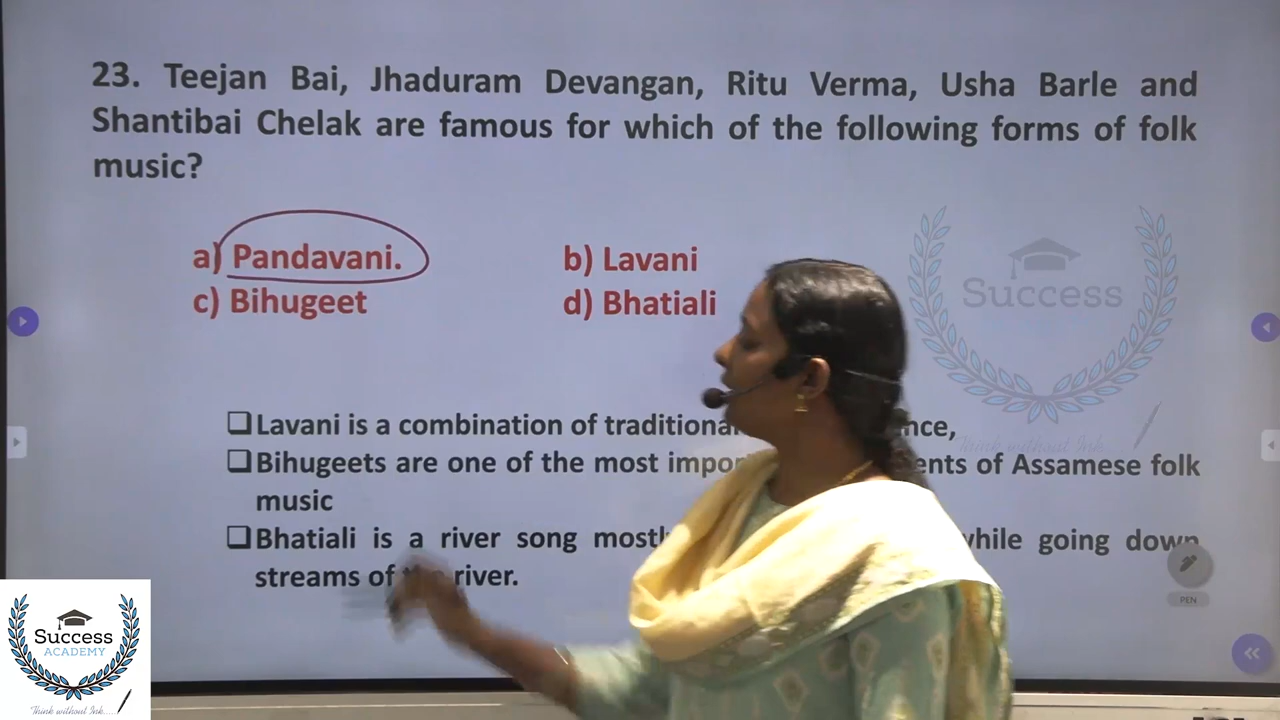 23. Teejan Bai, Jhaduram Devangan, Ritu Verma, Usha Barle and
Shantibai Chelak are famous for which of the following forms of folk
music?
a) Pandavani.
b) Lavani
c) Bihugeet
d) Bhatiali
Success
Think without Ink...
❑Lavani is a combination of traditional nce,
❑Bihugeets are one of the most impor ents of Assamese folk
music
❑Bhatiali is a river song mostl while going down
streams of river.
PEN
Success
ACADEMY
Think without Ink.....